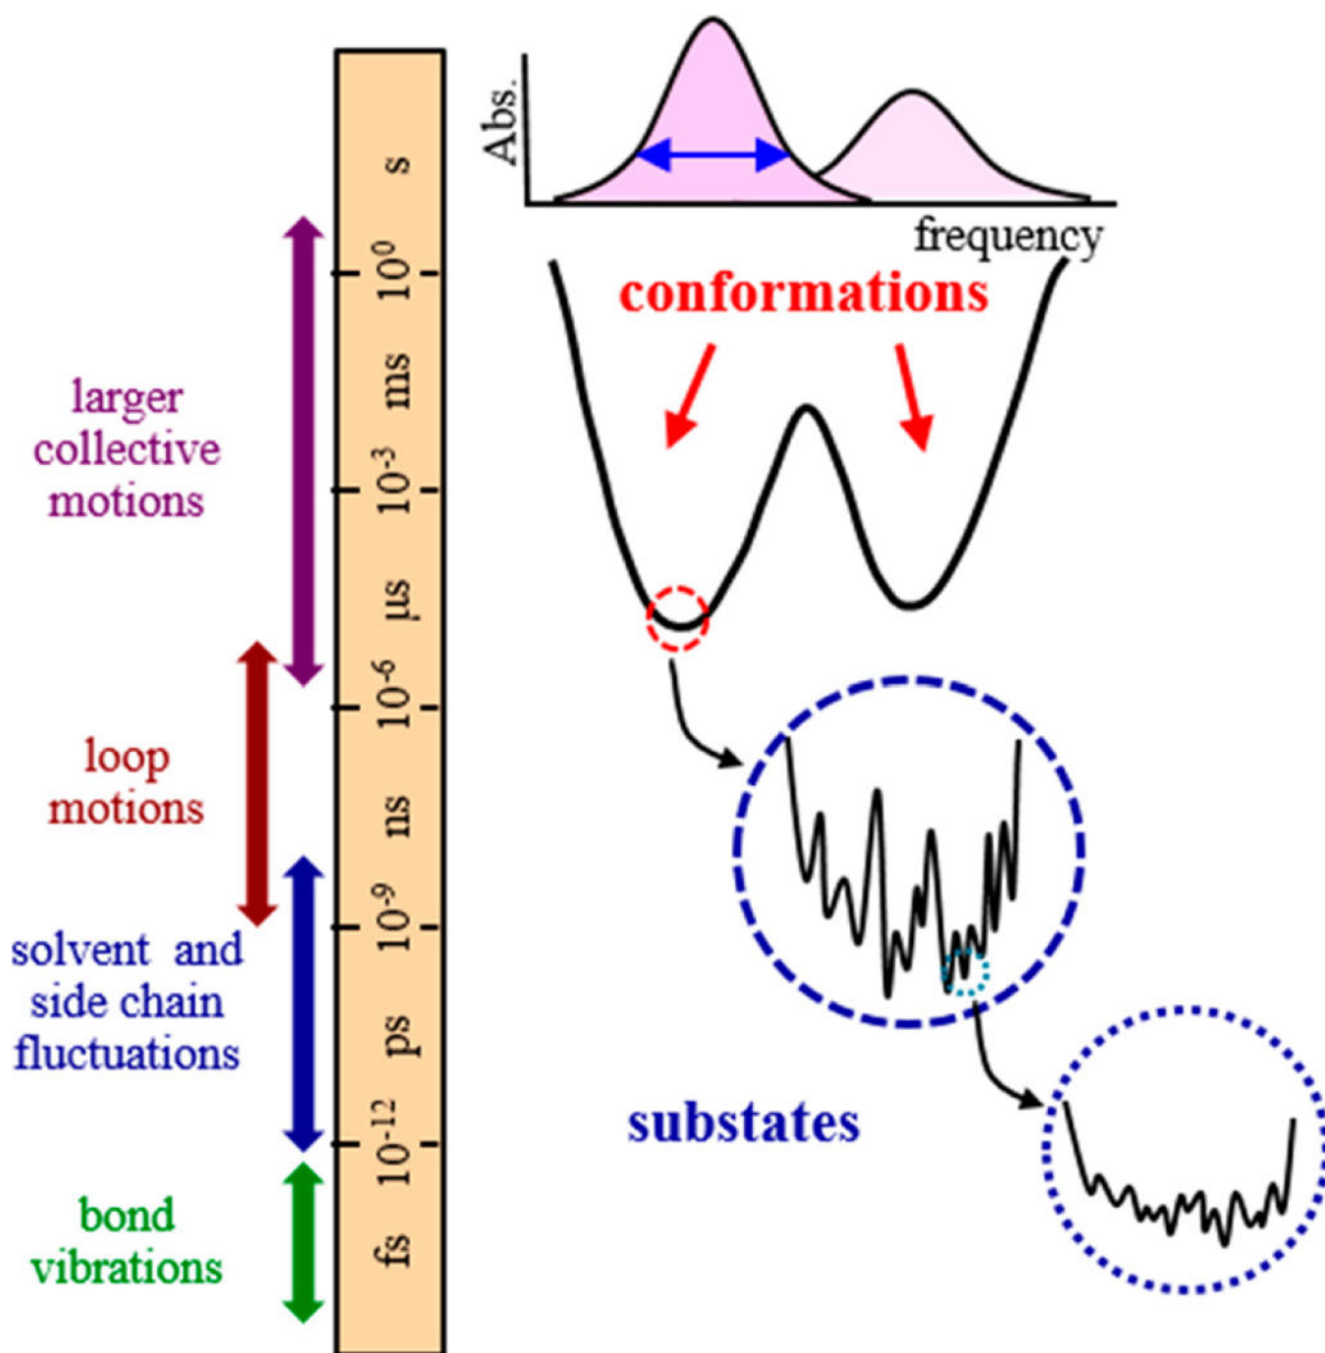 Abs.
frequency
conformations
s
10⁰
ms
10⁻³
µs
10⁻⁶
ns
10⁻⁹
ps
10⁻¹²
fs
larger
collective
motions
loop
motions
solvent and
side chain
fluctuations
bond
vibrations
substates